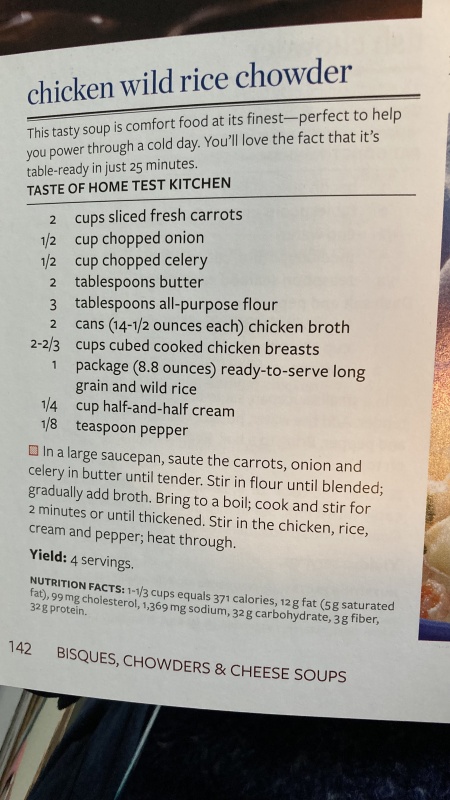 chicken wild rice chowder
This tasty soup is comfort food at its finest—perfect to help
you power through a cold day. You'll love the fact that it's
table-ready in just 25 minutes.
TASTE OF HOME TEST KITCHEN
2 cups sliced fresh carrots
1/2 cup chopped onion
1/2 cup chopped celery
2 tablespoons butter
3 tablespoons all-purpose flour
2 cans (14-1/2 ounces each) chicken broth
2-2/3 cups cubed cooked chicken breasts
1 package (8.8 ounces) ready-to-serve long
grain and wild rice
1/4 cup half-and-half cream
1/8 teaspoon pepper
In a large saucepan, saute the carrots, onion and
celery in butter until tender. Stir in flour until blended;
gradually add broth. Bring to a boil; cook and stir for
2 minutes or until thickened. Stir in the chicken, rice,
cream and pepper; heat through.
Yield: 4 servings.
NUTRITION FACTS: 1-1/3 cups equals 371 calories, 12 g fat (5 g saturated
fat), 99 mg cholesterol, 1,369 mg sodium, 32 g carbohydrate, 3 g fiber,
32 g protein.
142 BISQUES, CHOWDERS & CHEESE SOUPS